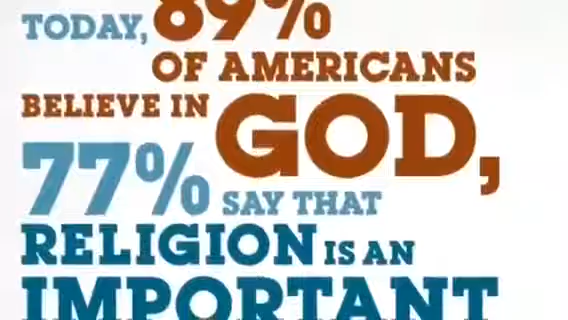 TODAY, 89%
OF AMERICANS
BELIEVE IN GOD,
77% SAY THAT
RELIGION IS AN
IMPORTANT